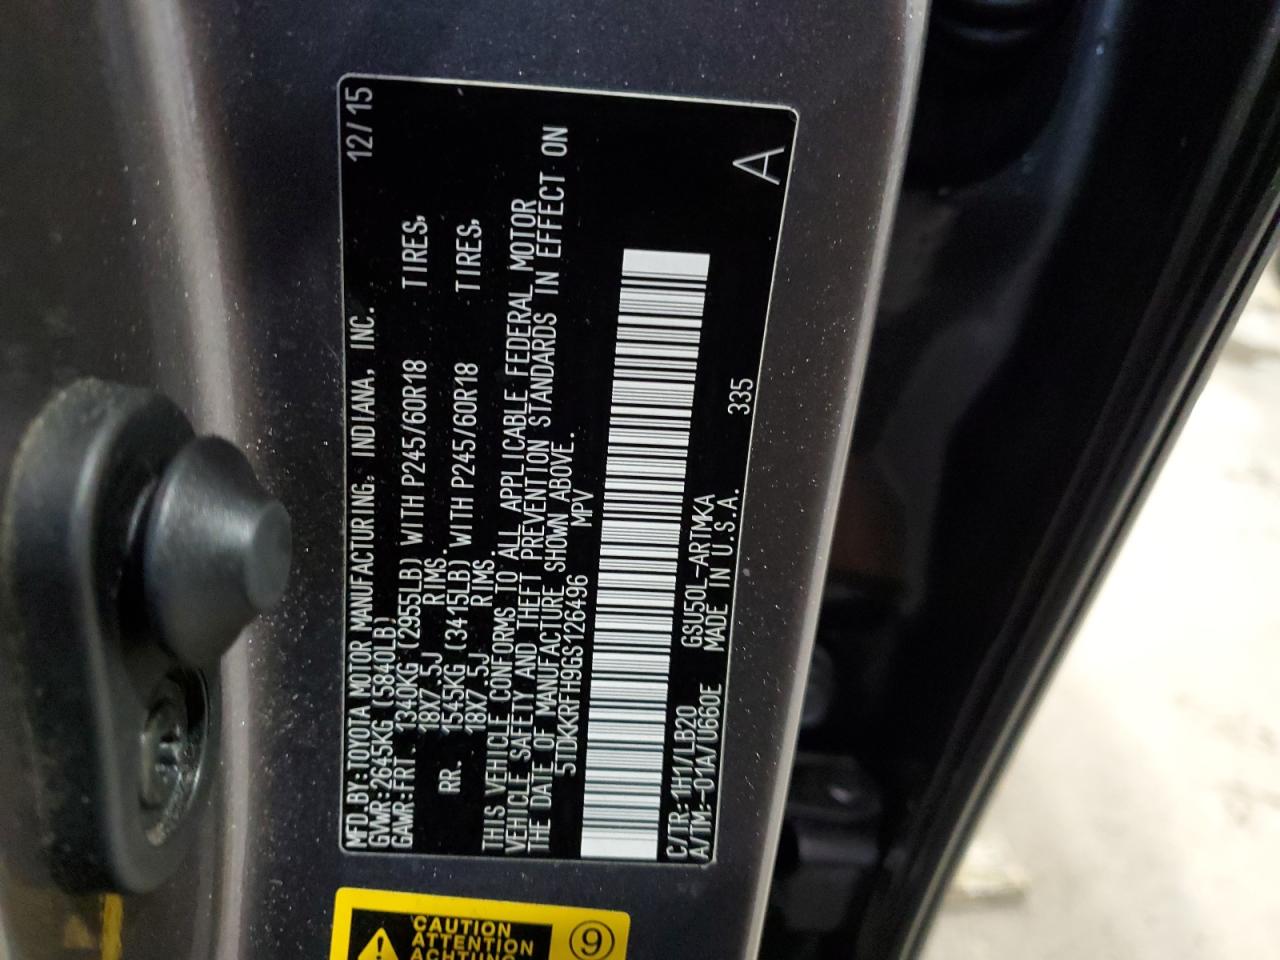 MFD.BY:TOYOTA MOTOR MANUFACTURING, INDIANA, INC. 12/15
GVWR:2645KG (5840LB)
GAWR:FRT. 1340KG (2955LB) WITH P245/60R18 TIRES,
18X7.5J RIMS.
RR. 1545KG (3415LB) WITH P245/60R18 TIRES,
18X7.5J RIMS.
THIS VEHICLE CONFORMS TO ALL APPLICABLE FEDERAL MOTOR
VEHICLE SAFETY AND THEFT PREVENTION STANDARDS IN EFFECT ON
THE DATE OF MANUFACTURE SHOWN ABOVE.
5TDKKRFH9GS126496 MPV
C/TR:1H1/LB20 GSU50L-ARTMKA 335 A
A/TM:-01A/U660E MADE IN U.S.A.
CAUTION
ATTENTION
ACHTUNG
9